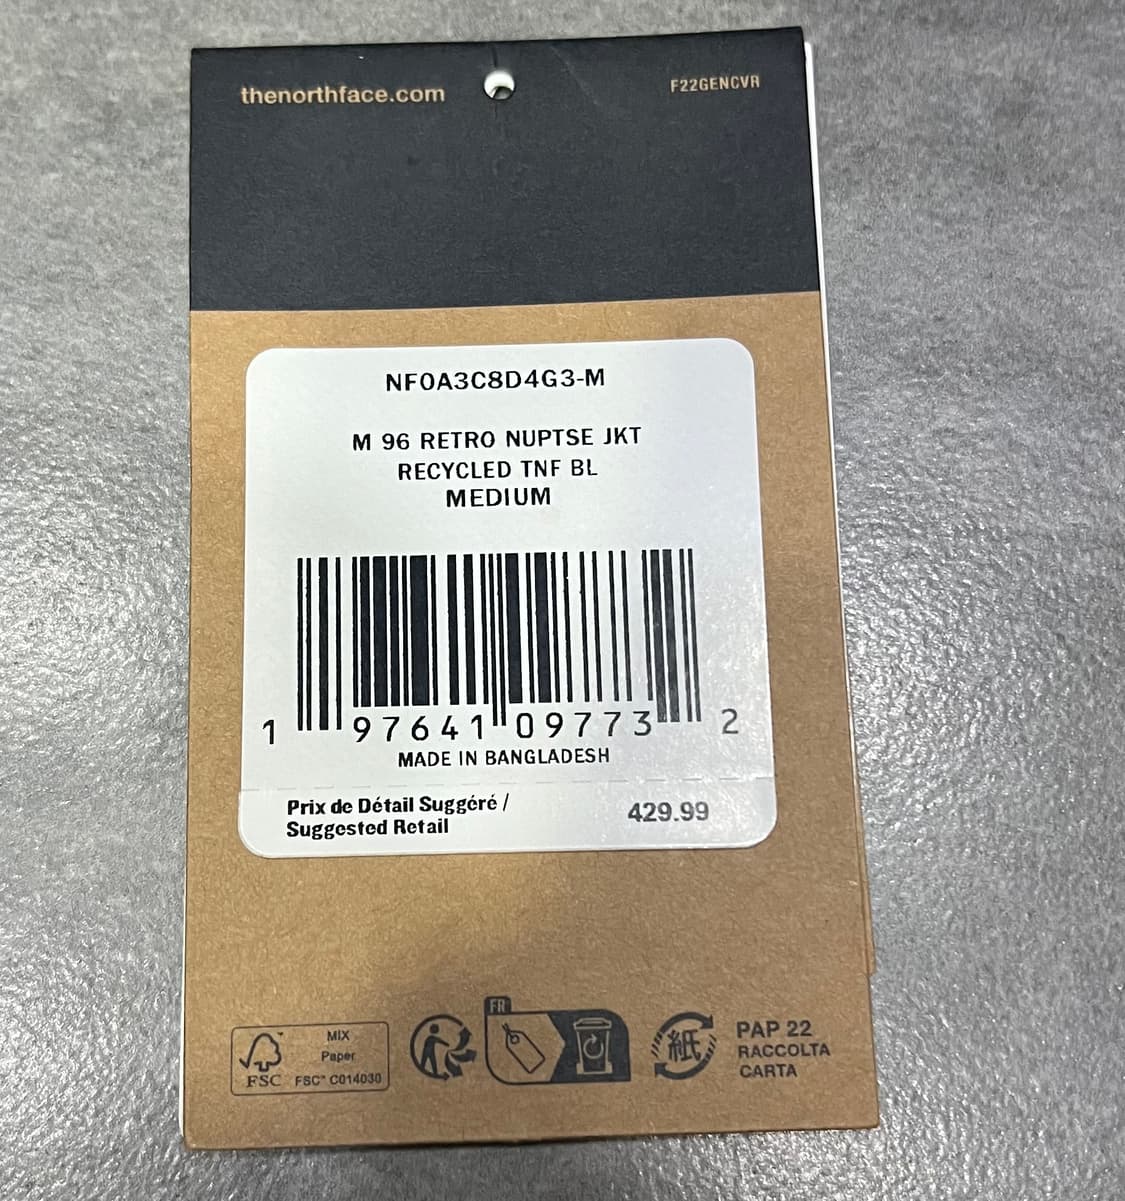 thenorthface.com
F22GENCVR
NF0A3C8D4G3-M
M 96 RETRO NUPTSE JKT
RECYCLED TNF BL
MEDIUM
1 97641 09773 2
MADE IN BANGLADESH
Prix de Détail Suggéré /
Suggested Retail
429.99
FSC
MIX
Paper
FSC™ C014030
FR
紙
PAP 22
RACCOLTA
CARTA